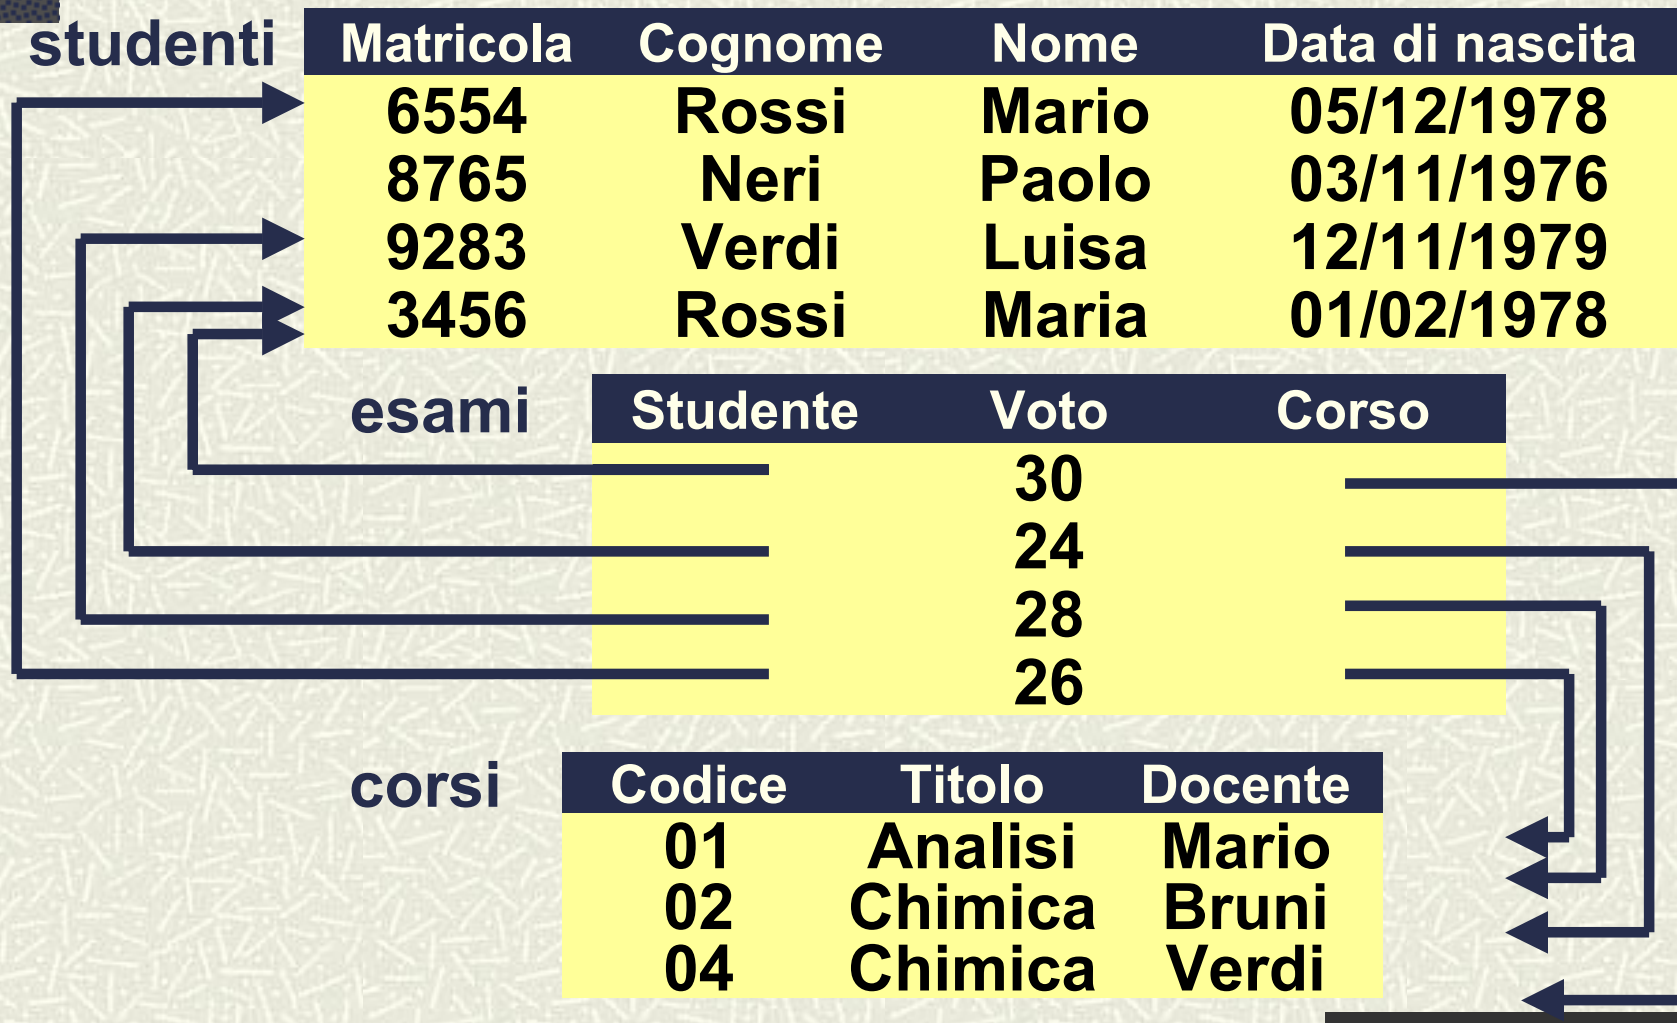 studenti Matricola Cognome Nome Data di nascita
6554 Rossi Mario 05/12/1978
8765 Neri Paolo 03/11/1976
9283 Verdi Luisa 12/11/1979
3456 Rossi Maria 01/02/1978
esami Studente Voto Corso
30
24
28
26
corsi Codice Titolo Docente
01 Analisi Mario
02 Chimica Bruni
04 Chimica Verdi